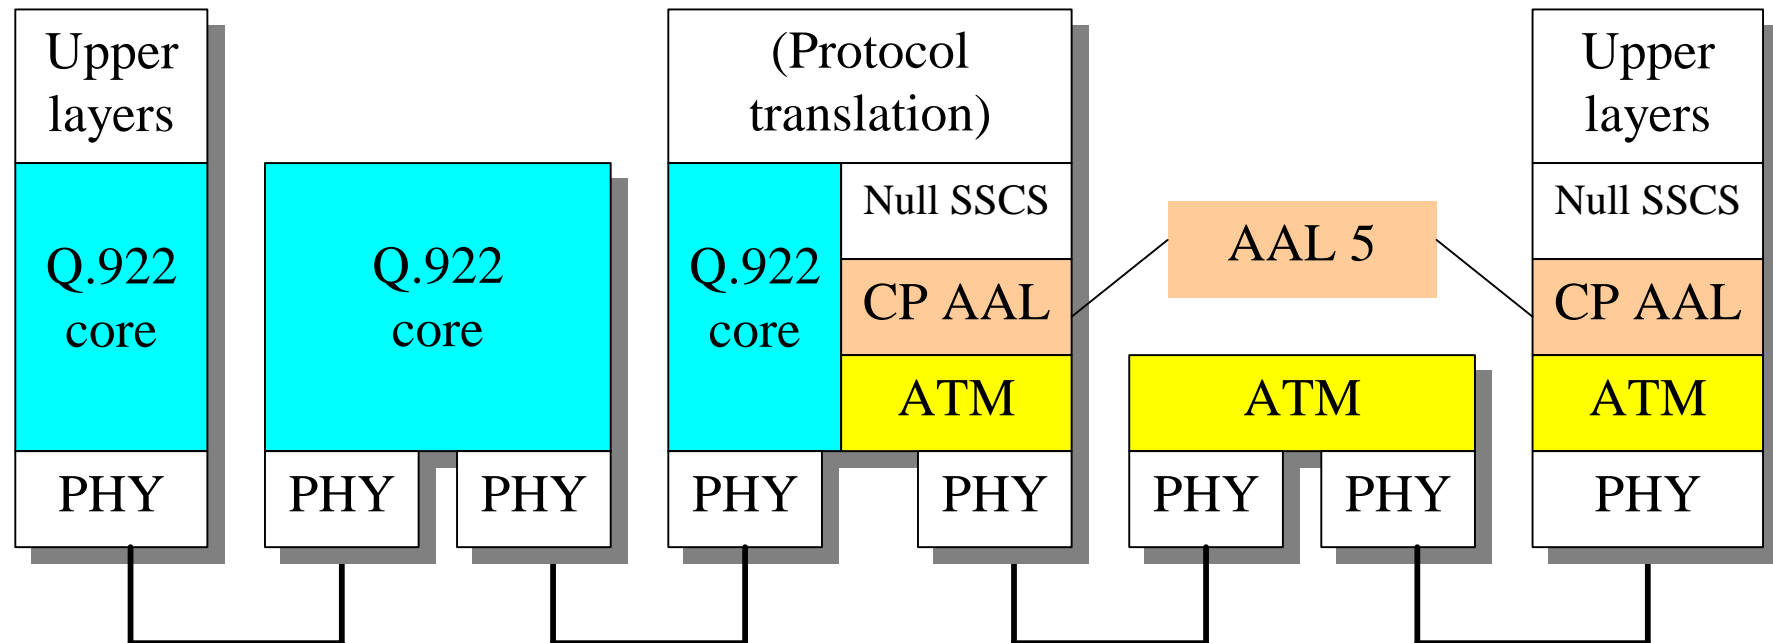 Upper
layers
Q.922
core
PHY
Q.922
core
PHY
PHY
(Protocol
translation)
Q.922
core
Null SSCS
CP AAL
ATM
PHY
PHY
AAL 5
ATM
PHY
PHY
Upper
layers
Null SSCS
CP AAL
ATM
PHY